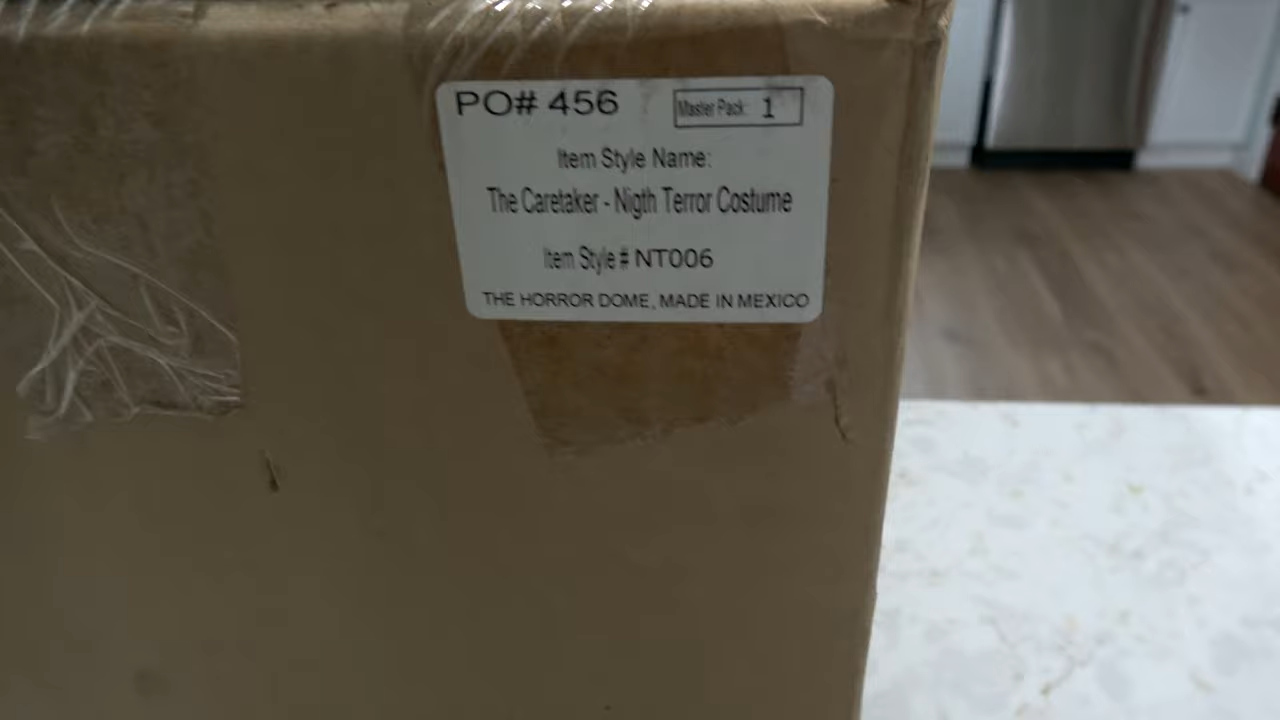 PO# 456
Master Pack: 1
Item Style Name:
The Caretaker - Nigth Terror Costume
Item Style # NT006
THE HORROR DOME, MADE IN MEXICO